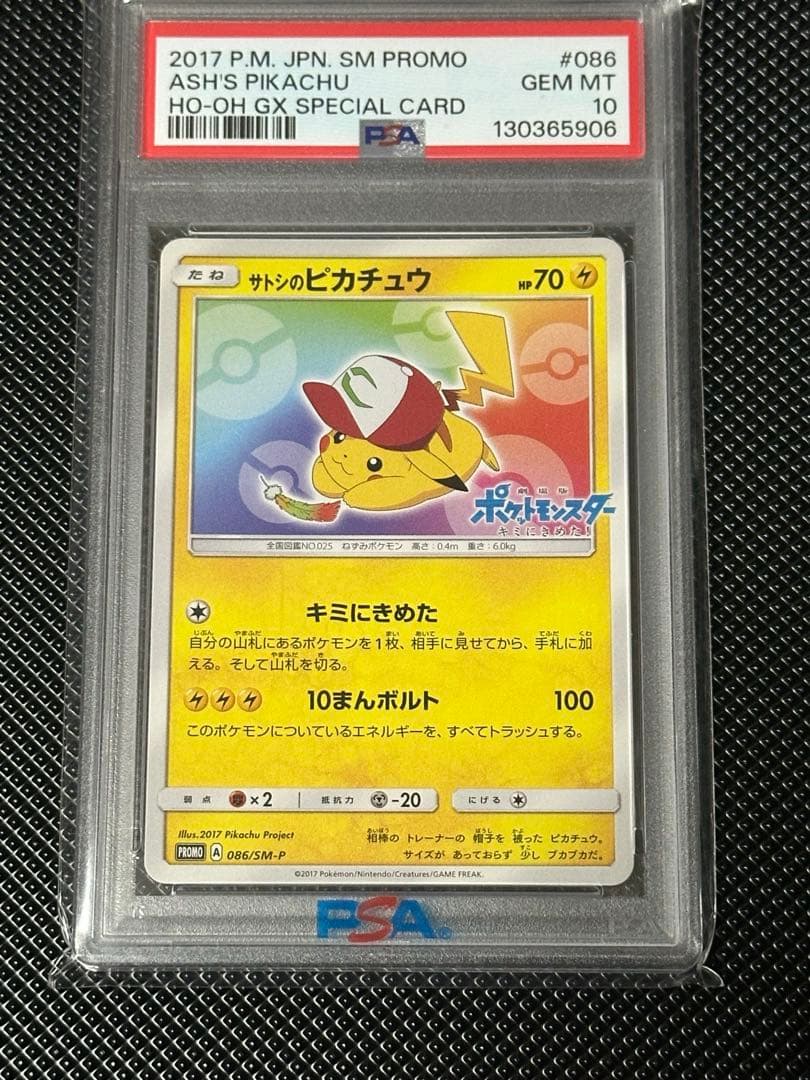 2017 P.M. JPN. SM PROMO #086
ASH'S PIKACHU GEM MT
HO-OH GX SPECIAL CARD 10
PSA 130365906
たね サトシのピカチュウ HP70
劇場版
ポケットモンスター
キミにきめた!
全国図鑑NO.025 ねずみポケモン 高さ:0.4m 重さ:6.0kg
キミにきめた
自分の山札にあるポケモンを1枚、相手に見せてから、手札に加
える。そして山札を切る。
10まんボルト 100
このポケモンについているエネルギーを、すべてトラッシュする。
弱点 ×2 抵抗力 -20 にげる
Illus.2017 Pikachu Project
PROMO A 086/SM-P
相棒の トレーナーの 帽子を 被った ピカチュウ。
サイズが あっておらず 少し ブカブカだ。
©2017 Pokémon/Nintendo/Creatures/GAME FREAK.
PSA®